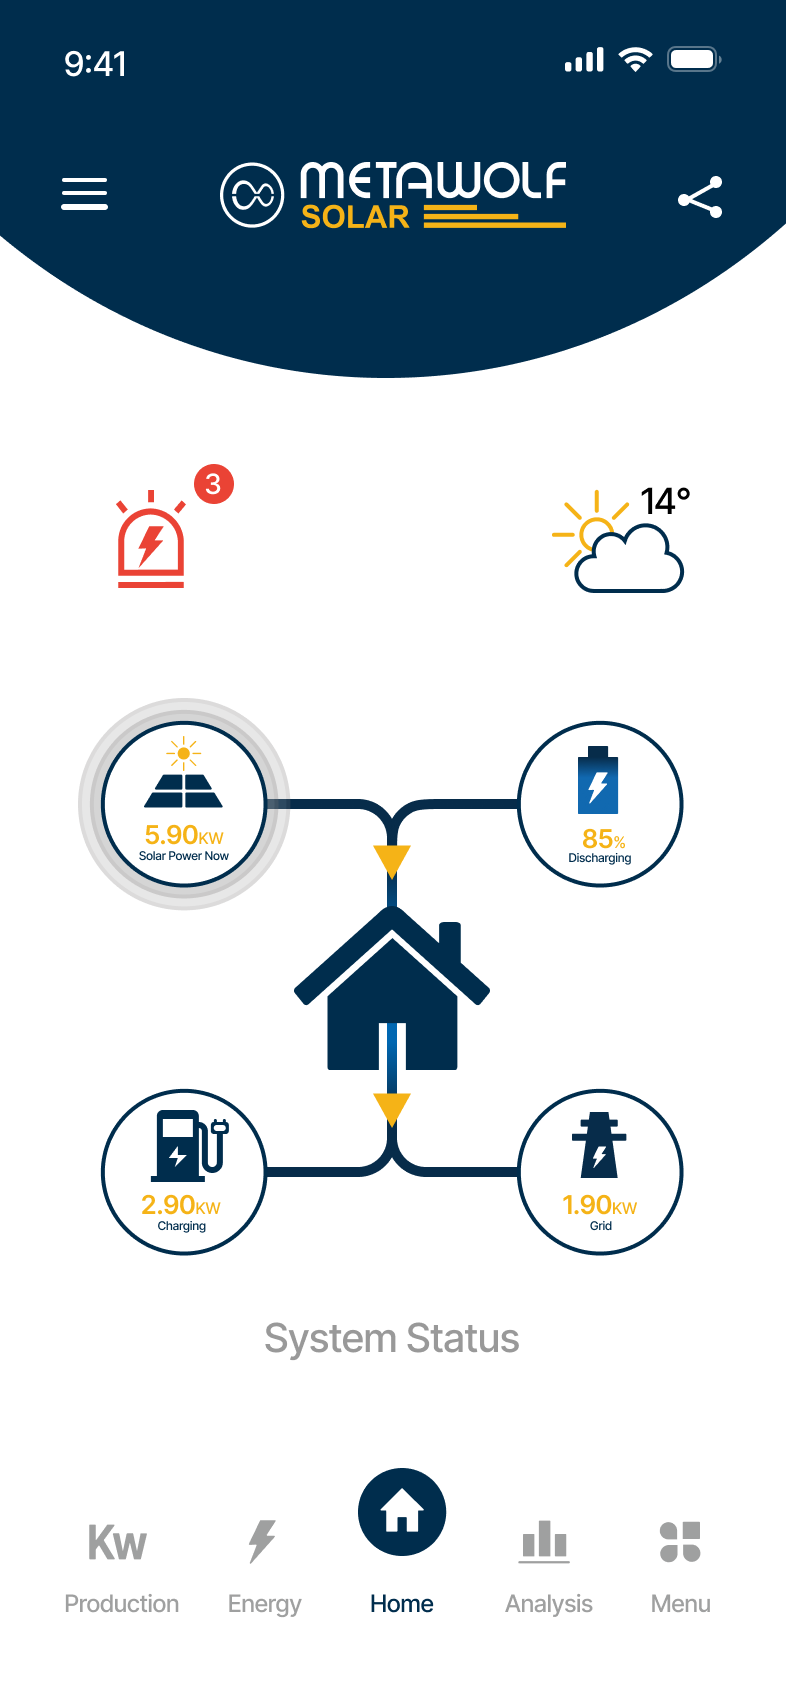 9:41
METAWOLF
SOLAR
3
14°
5.90KW
Solar Power Now
85%
Discharging
2.90KW
Charging
1.90KW
Grid
System Status
Kw
Production
Energy
Home
Analysis
Menu